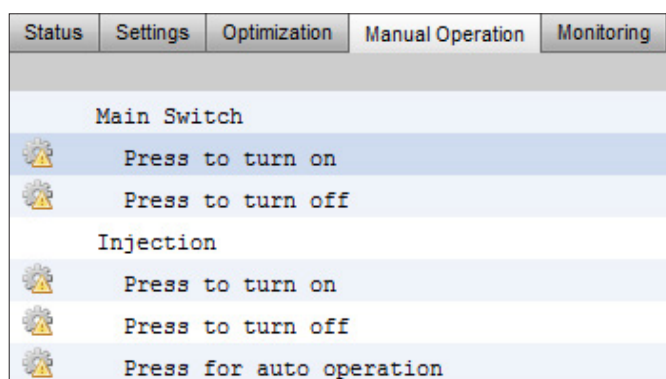 Status Settings Optimization Manual Operation Monitoring
Main Switch
Press to turn on
Press to turn off
Injection
Press to turn on
Press to turn off
Press for auto operation